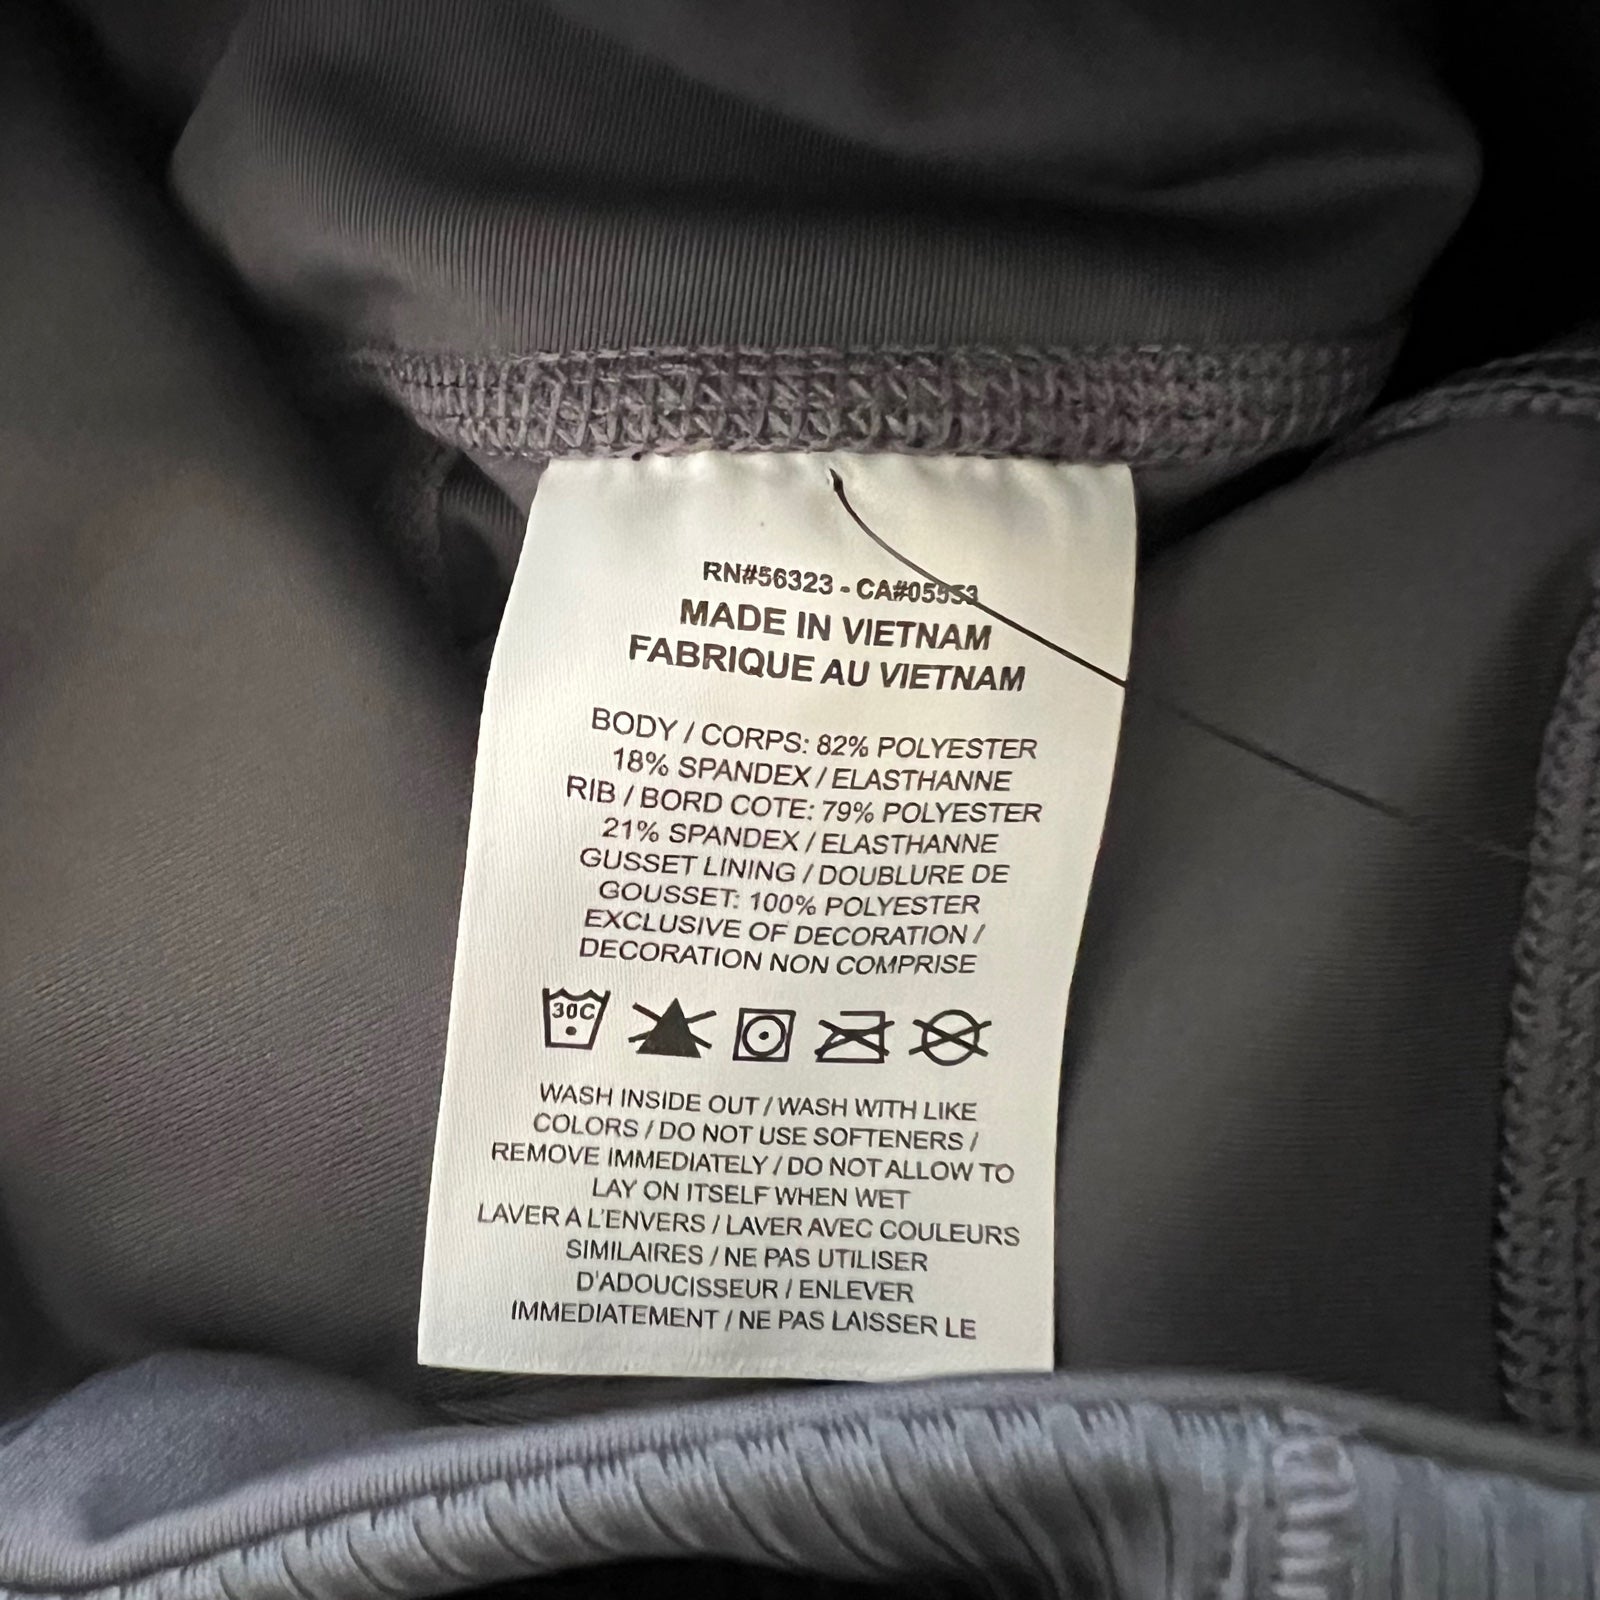 RN#56323 - CA#05553
MADE IN VIETNAM
FABRIQUE AU VIETNAM
BODY / CORPS: 82% POLYESTER
18% SPANDEX / ELASTHANNE
RIB / BORD COTE: 79% POLYESTER
21% SPANDEX / ELASTHANNE
GUSSET LINING / DOUBLURE DE
GOUSSET: 100% POLYESTER
EXCLUSIVE OF DECORATION /
DECORATION NON COMPRISE
30C
WASH INSIDE OUT / WASH WITH LIKE
COLORS / DO NOT USE SOFTENERS /
REMOVE IMMEDIATELY / DO NOT ALLOW TO
LAY ON ITSELF WHEN WET
LAVER A L'ENVERS / LAVER AVEC COULEURS
SIMILAIRES / NE PAS UTILISER
D'ADOUCISSEUR / ENLEVER
IMMEDIATEMENT / NE PAS LAISSER LE